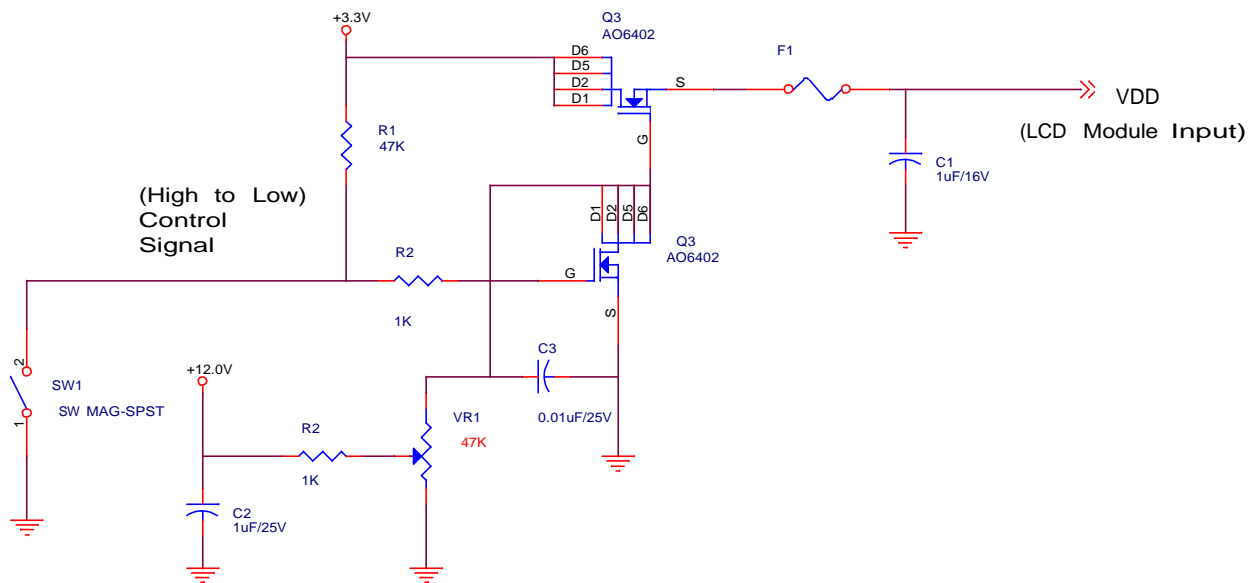 +3.3V
Q3
AO6402
F1
D6
D5
D2
D1
S
G
VDD
(LCD Module Input)
R1
47K
C1
1uF/16V
(High to Low)
Control
Signal
D1
D2
D5
D6
Q3
AO6402
R2
1K
G
S
2
1
SW1
SW MAG-SPST
+12.0V
C3
0.01uF/25V
VR1
47K
R2
1K
C2
1uF/25V